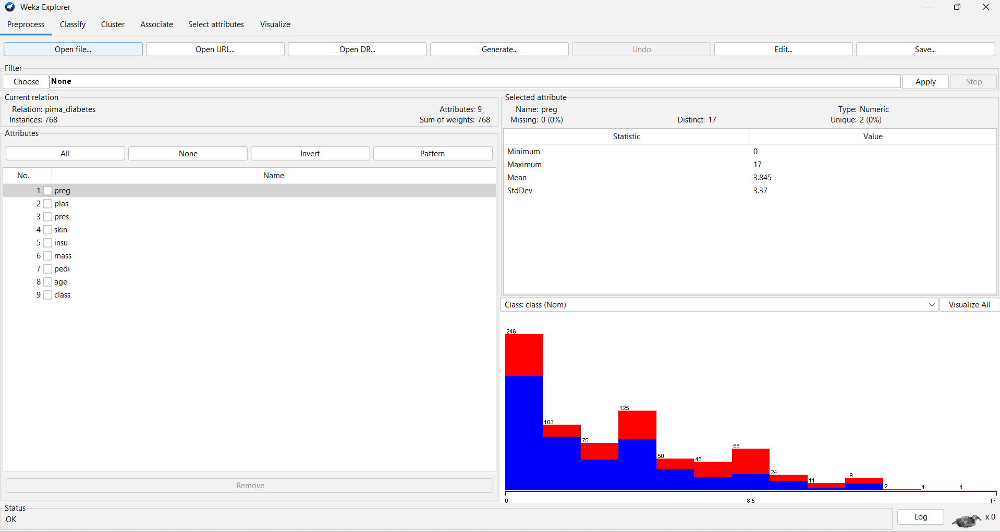 Weka Explorer
Preprocess Classify Cluster Associate Select attributes Visualize
Open file... Open URL... Open DB... Generate... Undo Edit... Save...
Filter
Choose None Apply Stop
Current relation
Relation: pima_diabetes Attributes: 9
Instances: 768 Sum of weights: 768
Attributes
All None Invert Pattern
No. Name
1 preg
2 plas
3 pres
4 skin
5 insu
6 mass
7 pedi
8 age
9 class
Remove
Selected attribute
Name: preg Type: Numeric
Missing: 0 (0%) Distinct: 17 Unique: 2 (0%)
Statistic Value
Minimum 0
Maximum 17
Mean 3.845
StdDev 3.37
Class: class (Nom) Visualize All
246
103
75
125
50
45
66
24
11
19
2
1
1
0 8.5 17
Status
OK
Log x 0